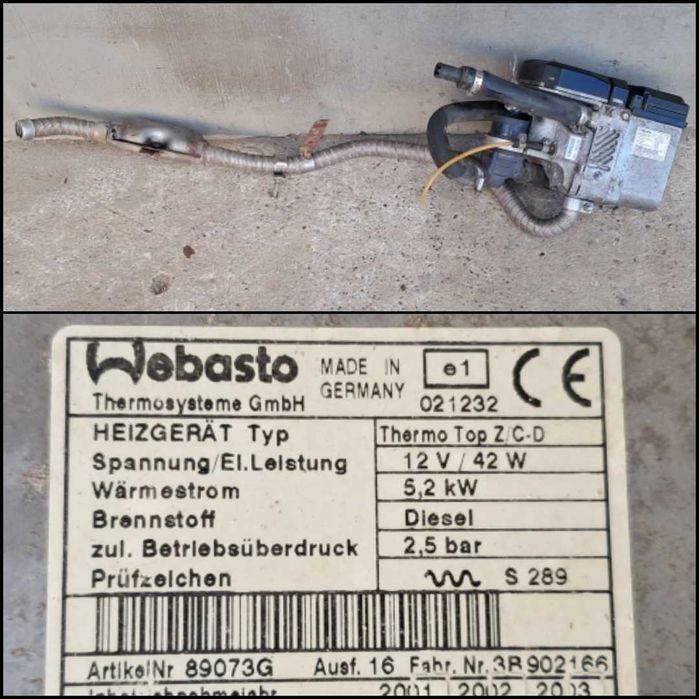 Webasto
Thermosysteme GmbH
MADE IN
GERMANY
e1
021232
CE
HEIZGERÄT Typ Thermo Top Z/C-D
Spannung/El.Leistung 12 V / 42 W
Wärmestrom 5,2 kW
Brennstoff Diesel
zul. Betriebsüberdruck 2,5 bar
Prüfzeichen S 289
ArtikelNr 89073G Ausf. 16 Fahr. Nr. 3B902166
Inbetriebnahmejahr 2001 2002 2003